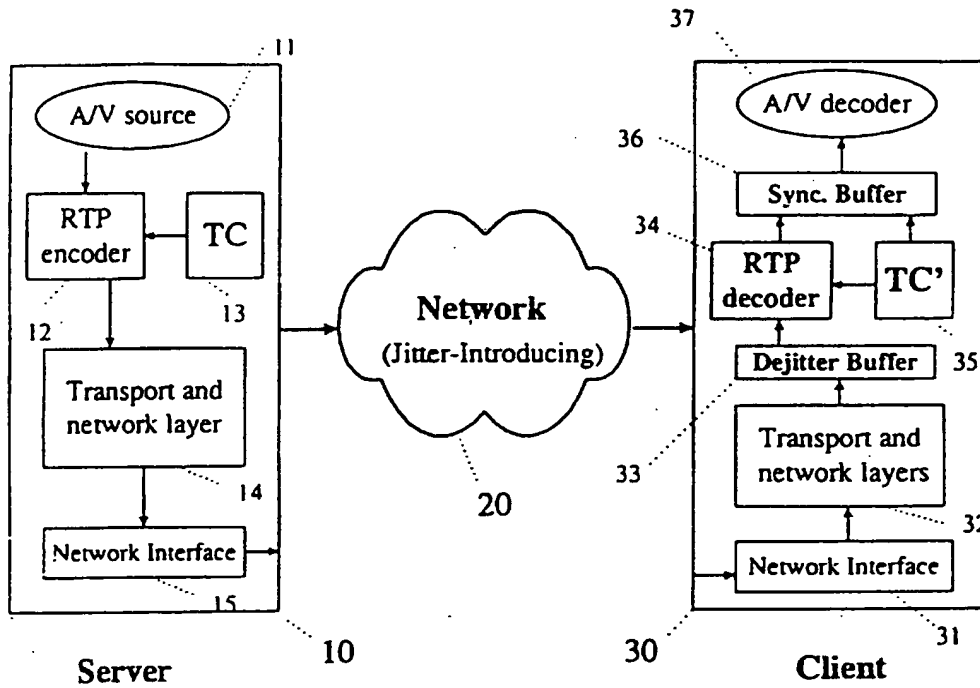 11
A/V source
RTP
encoder
TC
12
13
Transport and
network layer
14
Network Interface
15
10
Server
Network
(Jitter-Introducing)
20
37
A/V decoder
36
Sync. Buffer
34
RTP
decoder
TC'
35
Dejitter Buffer
33
Transport and
network layers
32
Network Interface
31
30
Client